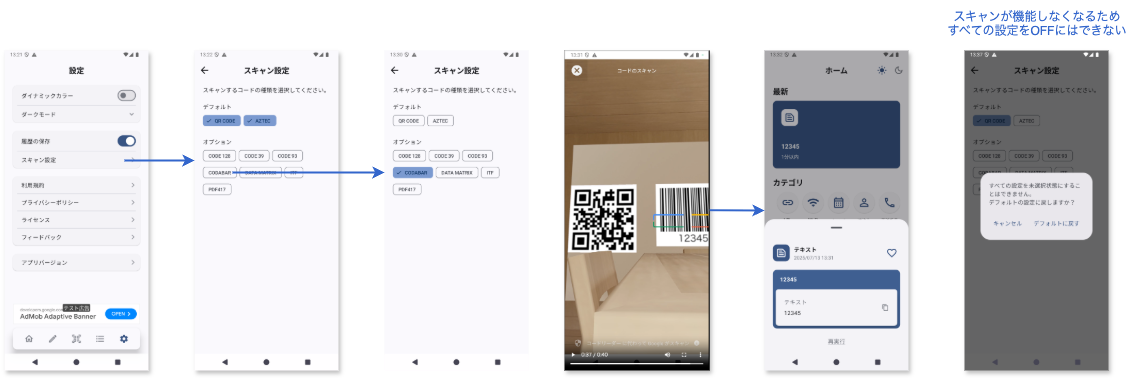 スキャンが機能しなくなるため
すべての設定をOFFにはできない
13:21
設定
ダイナミックカラー
ダークモード
履歴の保存
スキャン設定
利用規約
プライバシーポリシー
ライセンス
フィードバック
アプリバージョン
テスト広告
AdMob Adaptive Banner
OPEN
13:22
スキャン設定
スキャンするコードの種類を選択してください。
デフォルト
QR CODE
AZTEC
オプション
CODE 128
CODE 39
CODE 93
CODABAR
DATA MATRIX
ITF
PDF417
13:30
スキャン設定
スキャンするコードの種類を選択してください。
デフォルト
QR CODE
AZTEC
オプション
CODE 128
CODE 39
CODE 93
CODABAR
DATA MATRIX
ITF
PDF417
13:31
コードのスキャン
12345
0:37 / 0:40
ホーム
最新
12345
1分以内
カテゴリ
テキスト
2025/07/13 13:31
12345
テキスト
12345
再実行
13:37
スキャン設定
スキャンするコードの種類を選択してください。
デフォルト
QR CODE
AZTEC
オプション
CODE 128
CODE 39
CODE 93
すべての設定を未選択状態にすることはできません。
デフォルトの設定に戻しますか？
キャンセル
デフォルトに戻す